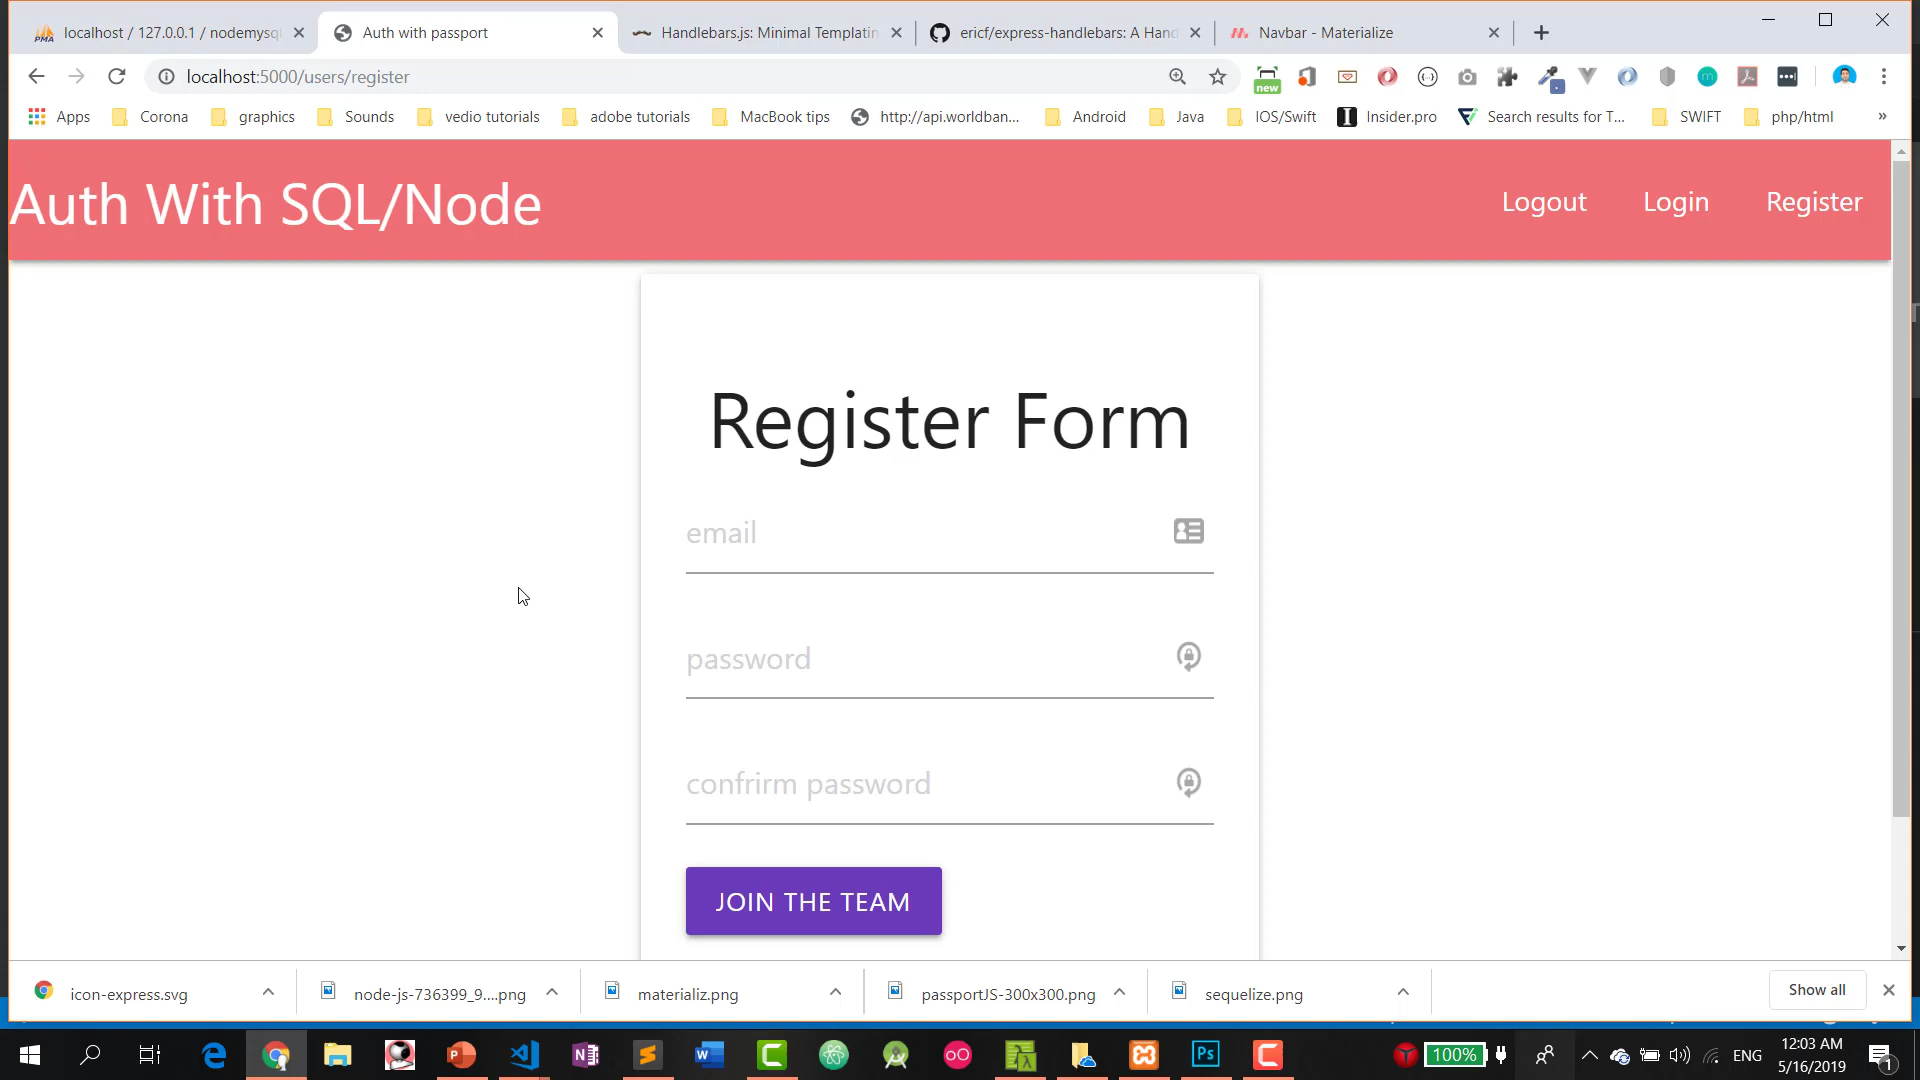 localhost / 127.0.0.1 / nodemysq
Auth with passport
Handlebars.js: Minimal Templatin
ericf/express-handlebars: A Hand
Navbar - Materialize
localhost:5000/users/register
new
Apps
Corona
graphics
Sounds
vedio tutorials
adobe tutorials
MacBook tips
http://api.worldban...
Android
Java
IOS/Swift
Insider.pro
Search results for T...
SWIFT
php/html
»
Auth With SQL/Node
Logout
Login
Register
Register Form
email
password
confrirm password
JOIN THE TEAM
icon-express.svg
node-js-736399_9....png
materializ.png
passportJS-300x300.png
sequelize.png
Show all
100%
ENG
12:03 AM
5/16/2019
1